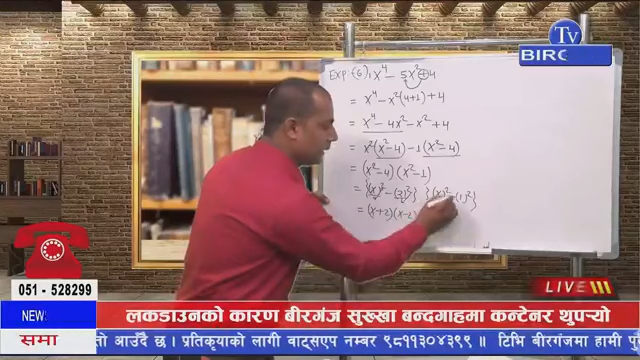 Tv
BIRG
Exp.(6): x⁴ - 5x² + 4
= x⁴ - x²(4+1) + 4
= x⁴ - 4x² - x² + 4
= x²(x²-4) - 1(x²-4)
= (x²-4) (x²-1)
= {(x)² - (2)²} {(x)² - (1)²}
= (x+2)(x-2)
051 - 528299
LIVE
NEWS
लकडाउनको कारण बीरगंज सुख्खा बन्दगाहमा कन्टेनर थुपऱ्यो
समा
तो आउँदै छ । प्रतिकृयाको लागी वाट्सएप नम्बर ९८११३०४३९९ ॥ टिभि बीरगंजमा हामी पु